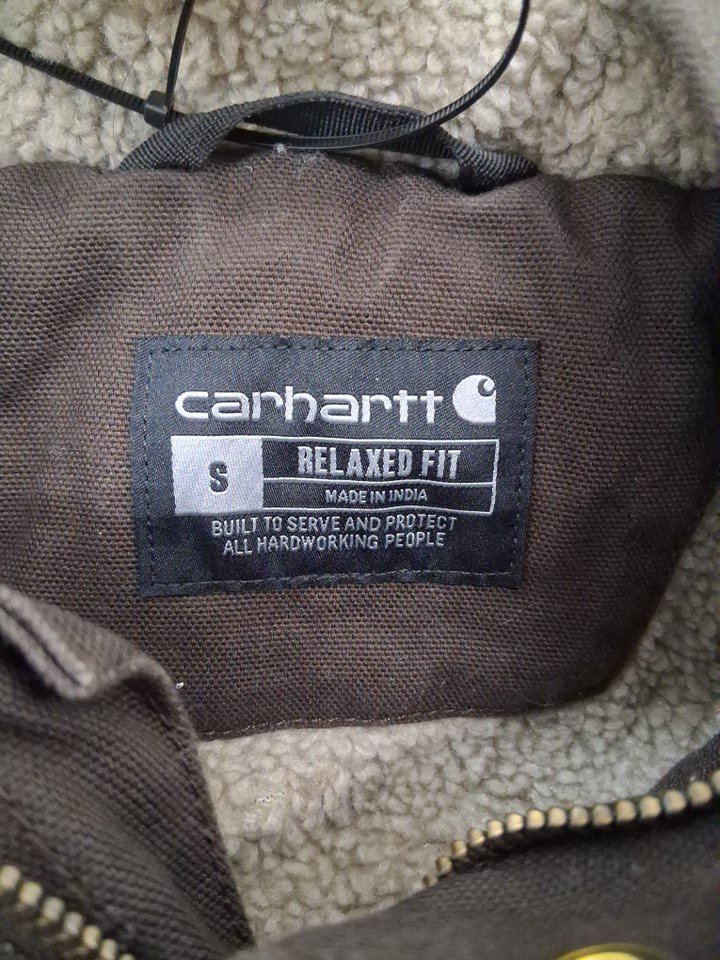 carhartt
S
RELAXED FIT
MADE IN INDIA
BUILT TO SERVE AND PROTECT
ALL HARDWORKING PEOPLE